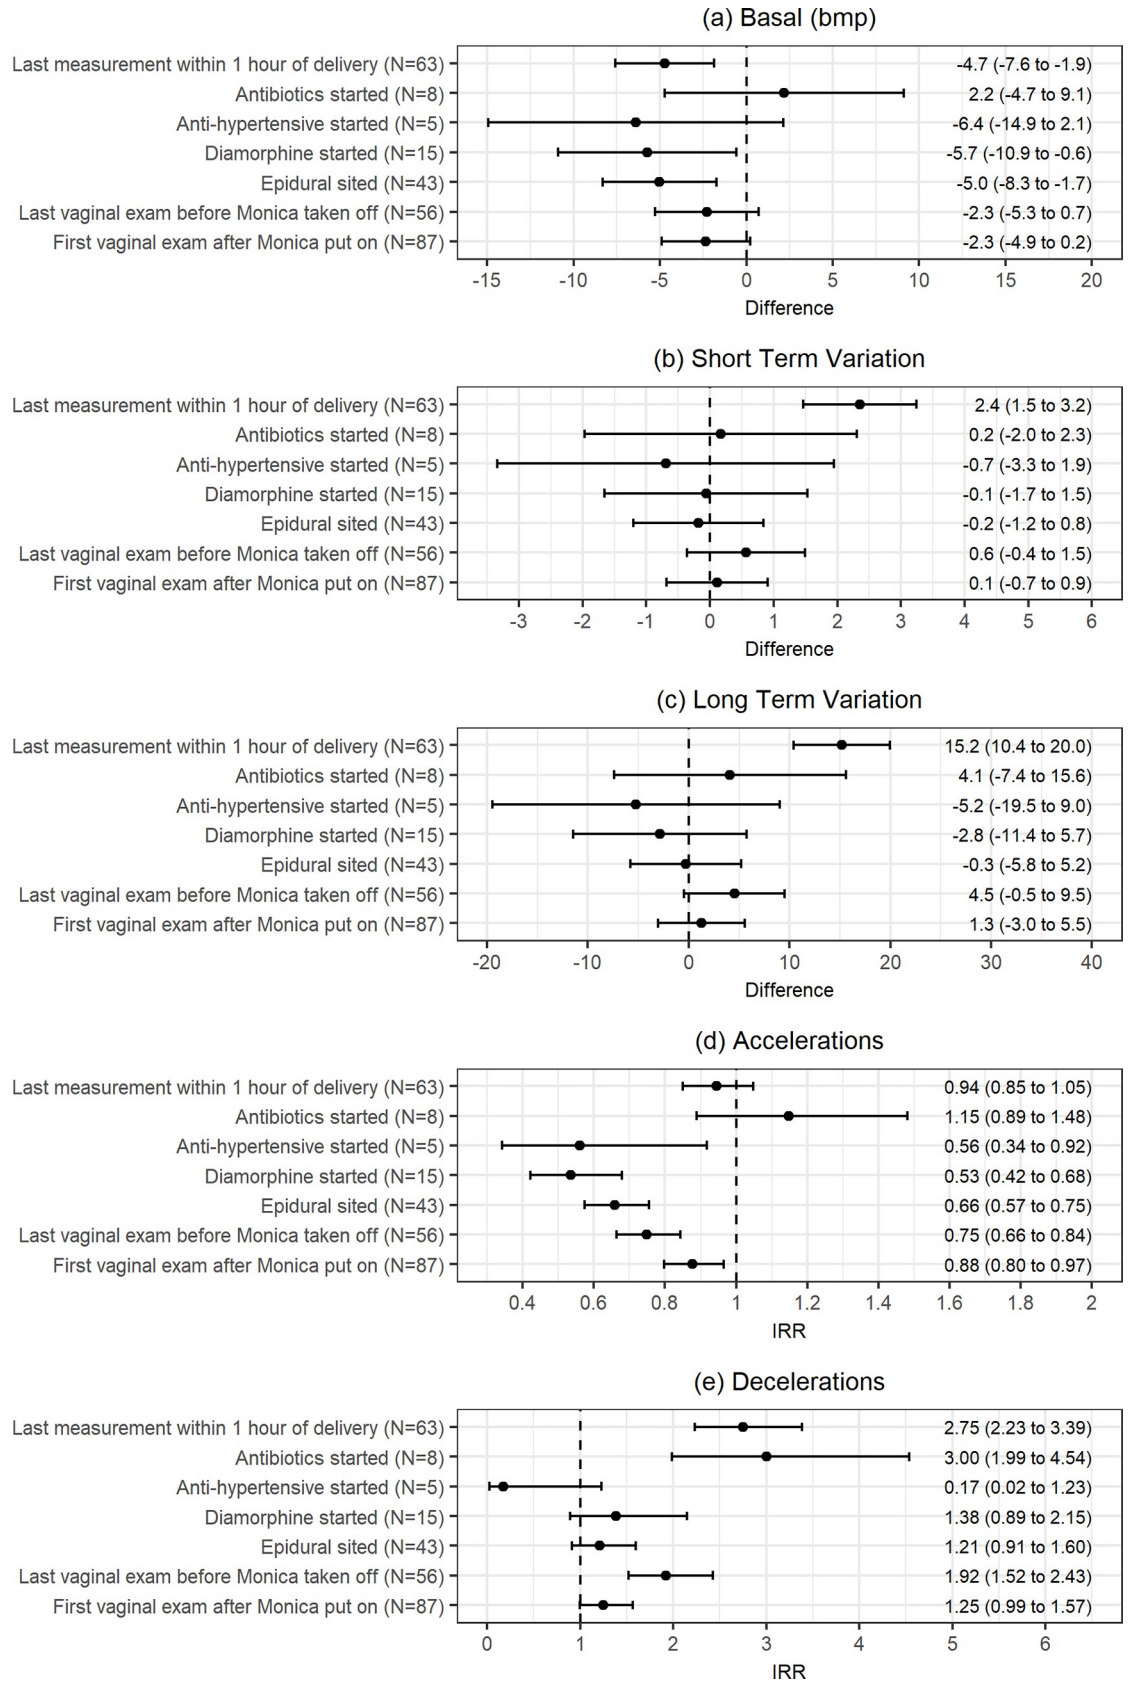 (a) Basal (bmp)
Last measurement within 1 hour of delivery (N=63) -4.7 (-7.6 to -1.9)
Antibiotics started (N=8) 2.2 (-4.7 to 9.1)
Anti-hypertensive started (N=5) -6.4 (-14.9 to 2.1)
Diamorphine started (N=15) -5.7 (-10.9 to -0.6)
Epidural sited (N=43) -5.0 (-8.3 to -1.7)
Last vaginal exam before Monica taken off (N=56) -2.3 (-5.3 to 0.7)
First vaginal exam after Monica put on (N=87) -2.3 (-4.9 to 0.2)
-15 -10 -5 0 5 10 15 20
Difference
(b) Short Term Variation
Last measurement within 1 hour of delivery (N=63) 2.4 (1.5 to 3.2)
Antibiotics started (N=8) 0.2 (-2.0 to 2.3)
Anti-hypertensive started (N=5) -0.7 (-3.3 to 1.9)
Diamorphine started (N=15) -0.1 (-1.7 to 1.5)
Epidural sited (N=43) -0.2 (-1.2 to 0.8)
Last vaginal exam before Monica taken off (N=56) 0.6 (-0.4 to 1.5)
First vaginal exam after Monica put on (N=87) 0.1 (-0.7 to 0.9)
-3 -2 -1 0 1 2 3 4 5 6
Difference
(c) Long Term Variation
Last measurement within 1 hour of delivery (N=63) 15.2 (10.4 to 20.0)
Antibiotics started (N=8) 4.1 (-7.4 to 15.6)
Anti-hypertensive started (N=5) -5.2 (-19.5 to 9.0)
Diamorphine started (N=15) -2.8 (-11.4 to 5.7)
Epidural sited (N=43) -0.3 (-5.8 to 5.2)
Last vaginal exam before Monica taken off (N=56) 4.5 (-0.5 to 9.5)
First vaginal exam after Monica put on (N=87) 1.3 (-3.0 to 5.5)
-20 -10 0 10 20 30 40
Difference
(d) Accelerations
Last measurement within 1 hour of delivery (N=63) 0.94 (0.85 to 1.05)
Antibiotics started (N=8) 1.15 (0.89 to 1.48)
Anti-hypertensive started (N=5) 0.56 (0.34 to 0.92)
Diamorphine started (N=15) 0.53 (0.42 to 0.68)
Epidural sited (N=43) 0.66 (0.57 to 0.75)
Last vaginal exam before Monica taken off (N=56) 0.75 (0.66 to 0.84)
First vaginal exam after Monica put on (N=87) 0.88 (0.80 to 0.97)
0.4 0.6 0.8 1 1.2 1.4 1.6 1.8 2
IRR
(e) Decelerations
Last measurement within 1 hour of delivery (N=63) 2.75 (2.23 to 3.39)
Antibiotics started (N=8) 3.00 (1.99 to 4.54)
Anti-hypertensive started (N=5) 0.17 (0.02 to 1.23)
Diamorphine started (N=15) 1.38 (0.89 to 2.15)
Epidural sited (N=43) 1.21 (0.91 to 1.60)
Last vaginal exam before Monica taken off (N=56) 1.92 (1.52 to 2.43)
First vaginal exam after Monica put on (N=87) 1.25 (0.99 to 1.57)
0 1 2 3 4 5 6
IRR